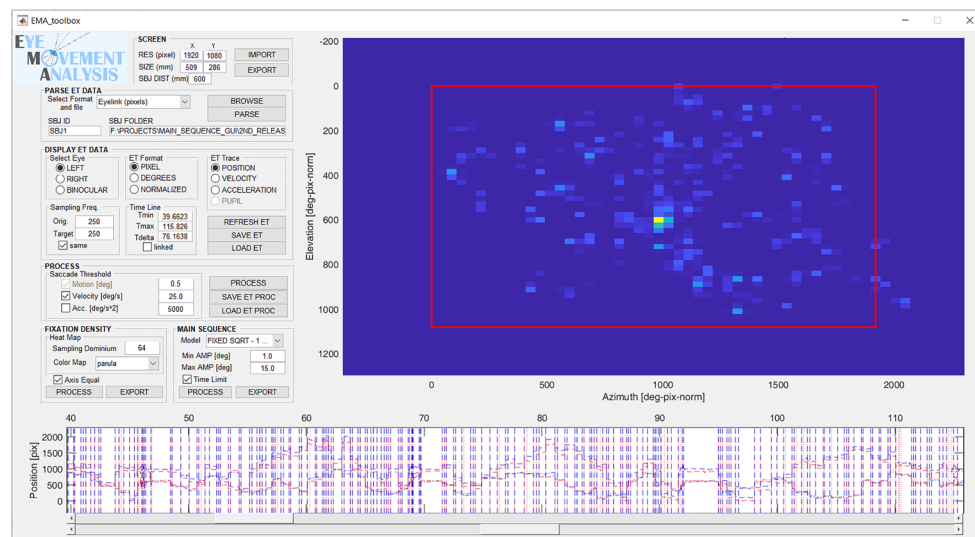 EMA_toolbox
EYE
MOVEMENT
ANALYSIS
SCREEN
X Y
RES (pixel) 1920 1080
SIZE (mm) 509 286
SBJ DIST (mm) 600
IMPORT
EXPORT
PARSE ET DATA
Select Format
and file
Eyelink (pixels)
BROWSE
PARSE
SBJ ID
SBJ FOLDER
SBJ1
F:\PROJECTS\MAIN_SEQUENCE_GUI\2ND_RELEAS
DISPLAY ET DATA
Select Eye
LEFT
RIGHT
BINOCULAR
ET Format
PIXEL
DEGREES
NORMALIZED
ET Trace
POSITION
VELOCITY
ACCELERATION
PUPIL
Sampling Freq.
Orig. 250
Target 250
same
Time Line
Tmin 39.6623
Tmax 115.826
Tdelta 76.1638
linked
REFRESH ET
SAVE ET
LOAD ET
PROCESS
Saccade Threshold
Motion [deg] 0.5
Velocity [deg/s] 25.0
Acc. [deg/s^2] 5000
PROCESS
SAVE ET PROC
LOAD ET PROC
FIXATION DENSITY
Heat Map
Sampling Dominium 64
Color Map parula
Axis Equal
PROCESS EXPORT
MAIN SEQUENCE
Model FIXED SQRT - 1 ...
Min AMP [deg] 1.0
Max AMP [deg] 15.0
Time Limit
PROCESS EXPORT
-200
0
200
400
600
800
1000
1200
Elevation [deg-pix-norm]
0 500 1000 1500 2000
Azimuth [deg-pix-norm]
40 50 60 70 80 90 100 110
2000
1500
1000
500
0
Position [pix]